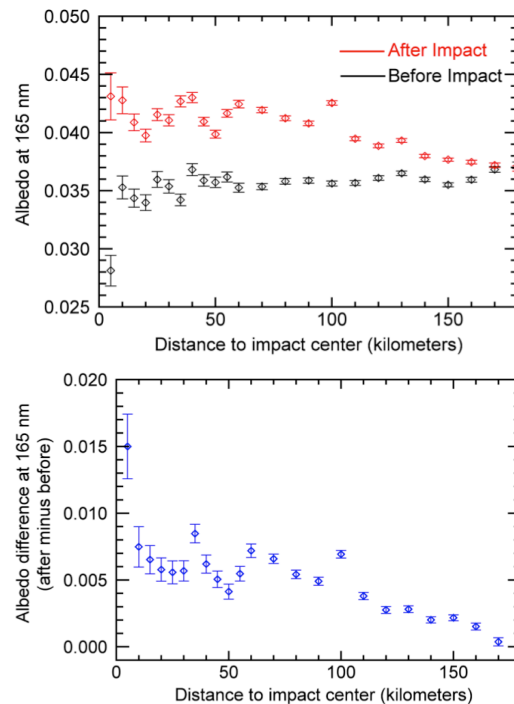 0.050
After Impact
Before Impact
0.045
0.040
0.035
0.030
0.025
0 50 100 150
Albedo at 165 nm
Distance to impact center (kilometers)
0.020
0.015
0.010
0.005
0.000
0 50 100 150
Albedo difference at 165 nm
(after minus before)
Distance to impact center (kilometers)